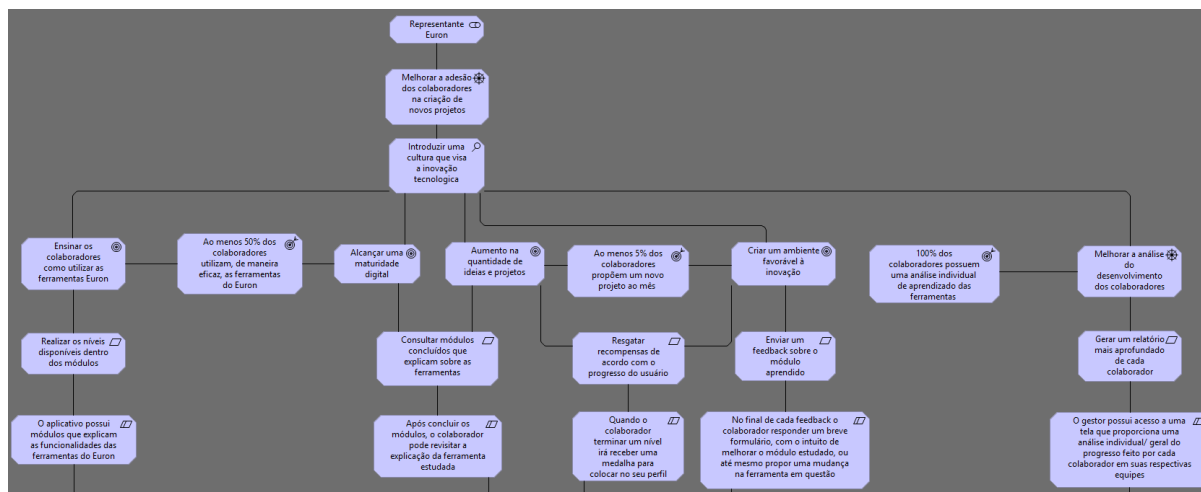 Representante
Euron
Melhorar a adesão
dos colaboradores
na criação de
novos projetos
Introduzir uma
cultura que visa
a inovação
tecnologica
Ensinar os
colaboradores
como utilizar as
ferramentas Euron
Ao menos 50% dos
colaboradores
utilizam, de maneira
eficaz, as ferramentas
do Euron
Alcançar uma
maturidade
digital
Aumento na
quantidade de
ideias e projetos
Ao menos 5% dos
colaboradores
propõem um novo
projeto ao mês
Criar um ambiente
favorável à
inovação
100% dos
colaboradores possuem
uma análise individual
de aprendizado das
ferramentas
Melhorar a análise
do
desenvolvimento
dos colaboradores
Realizar os níveis
disponíveis dentro
dos módulos
Consultar módulos
concluídos que
explicam sobre as
ferramentas
Resgatar
recompensas de
acordo com o
progresso do usuário
Enviar um
feedback sobre o
módulo
aprendido
Gerar um relatório
mais aprofundado
de cada
colaborador
O aplicativo possui
módulos que explicam
as funcionalidades das
ferramentas do Euron
Após concluir os
módulos, o colaborador
pode revisitar a
explicação da ferramenta
estudada
Quando o
colaborador
terminar um nível
irá receber uma
medalha para
colocar no seu perfil
No final de cada feedback o
colaborador responder um breve
formulário, com o intuito de
melhorar o módulo estudado, ou
até mesmo propor uma mudança
na ferramenta em questão
O gestor possui acesso a uma
tela que proporciona uma
análise individual/ geral do
progresso feito por cada
colaborador em suas respectivas
equipes